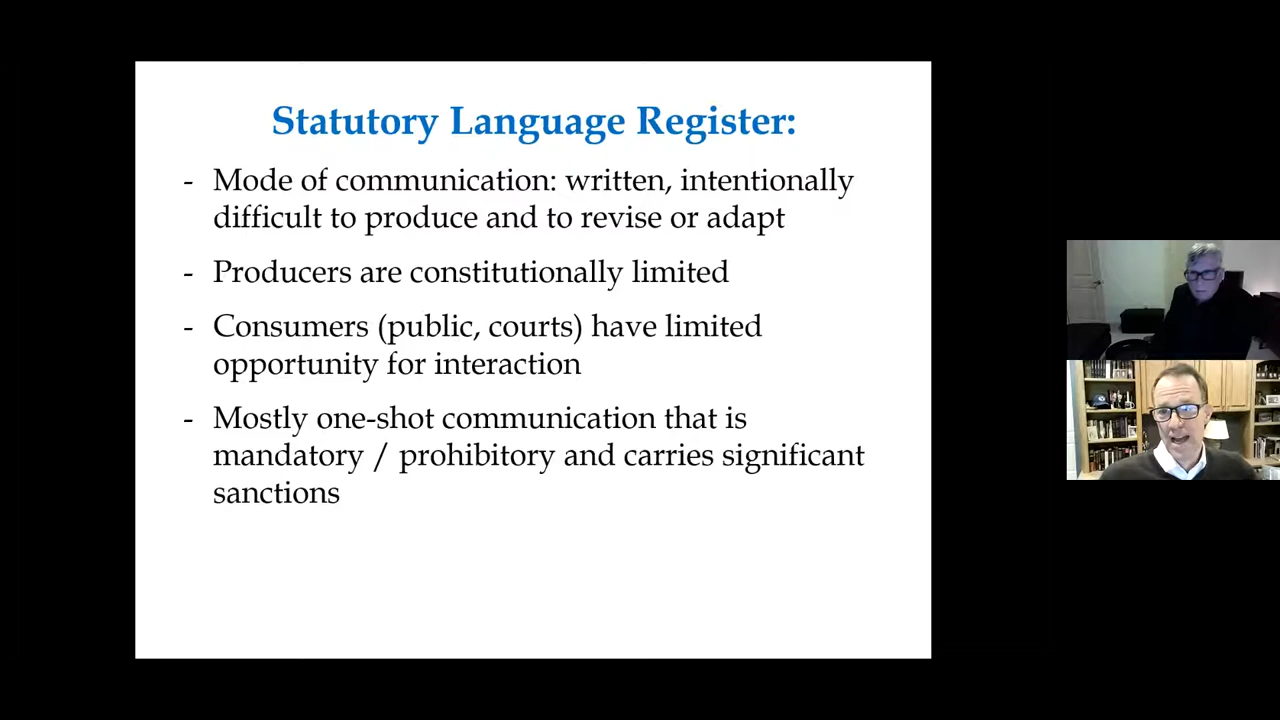 Statutory Language Register:
- Mode of communication: written, intentionally
difficult to produce and to revise or adapt
- Producers are constitutionally limited
- Consumers (public, courts) have limited
opportunity for interaction
- Mostly one-shot communication that is
mandatory / prohibitory and carries significant
sanctions